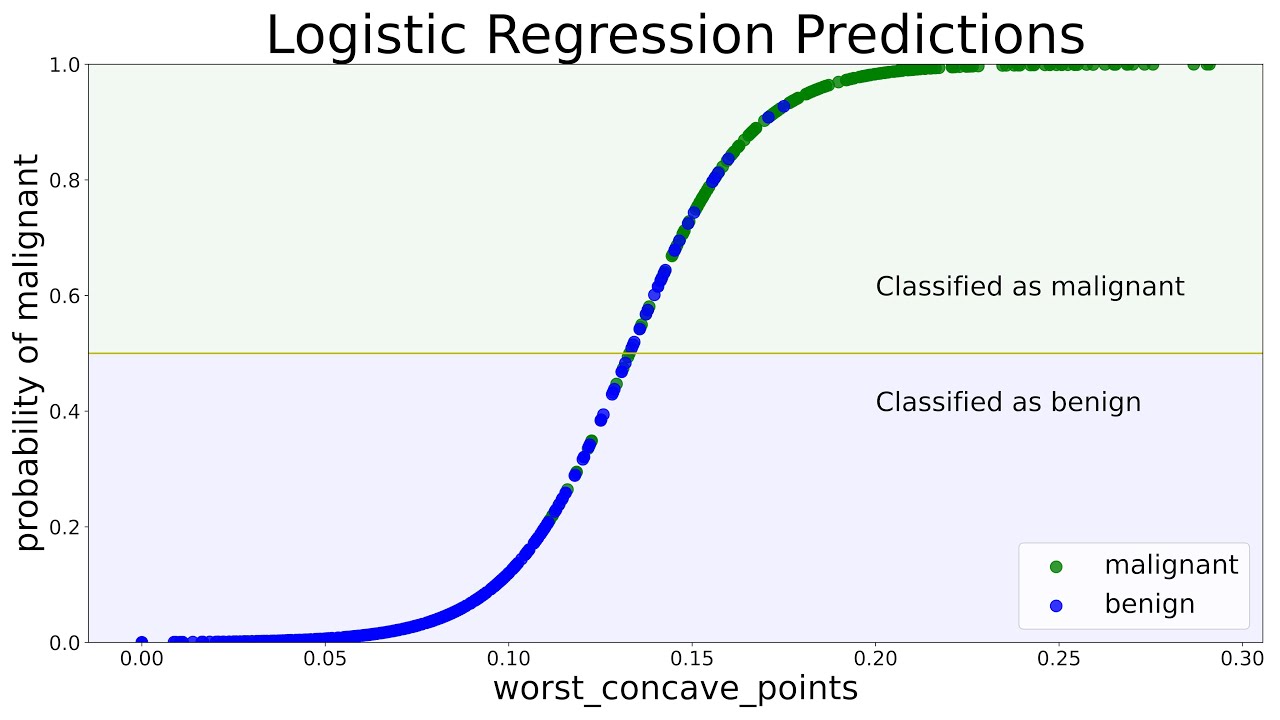 Logistic Regression Predictions
probability of malignant
1.0
0.8
0.6
0.4
0.2
0.0
Classified as malignant
Classified as benign
malignant
benign
0.00 0.05 0.10 0.15 0.20 0.25 0.30
worst_concave_points